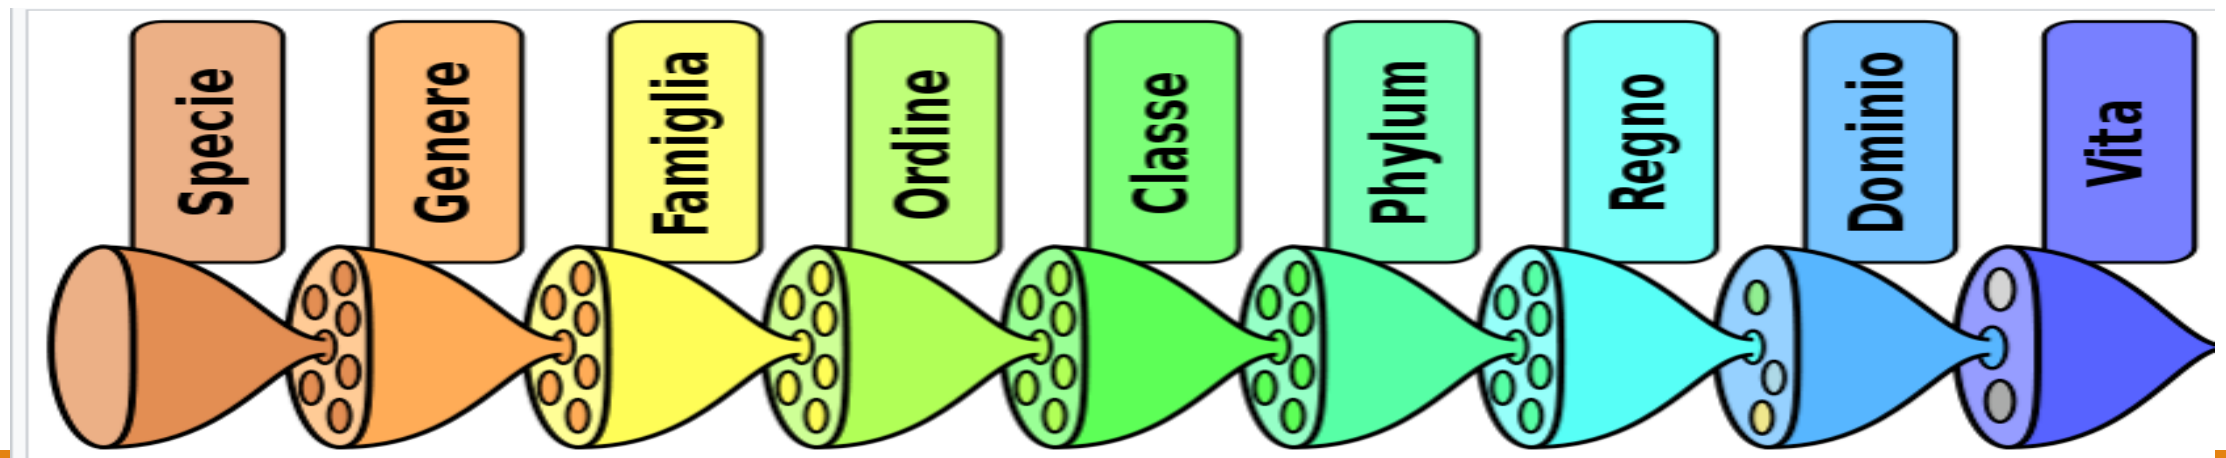 Specie
Genere
Famiglia
Ordine
Classe
Phylum
Regno
Dominio
Vita